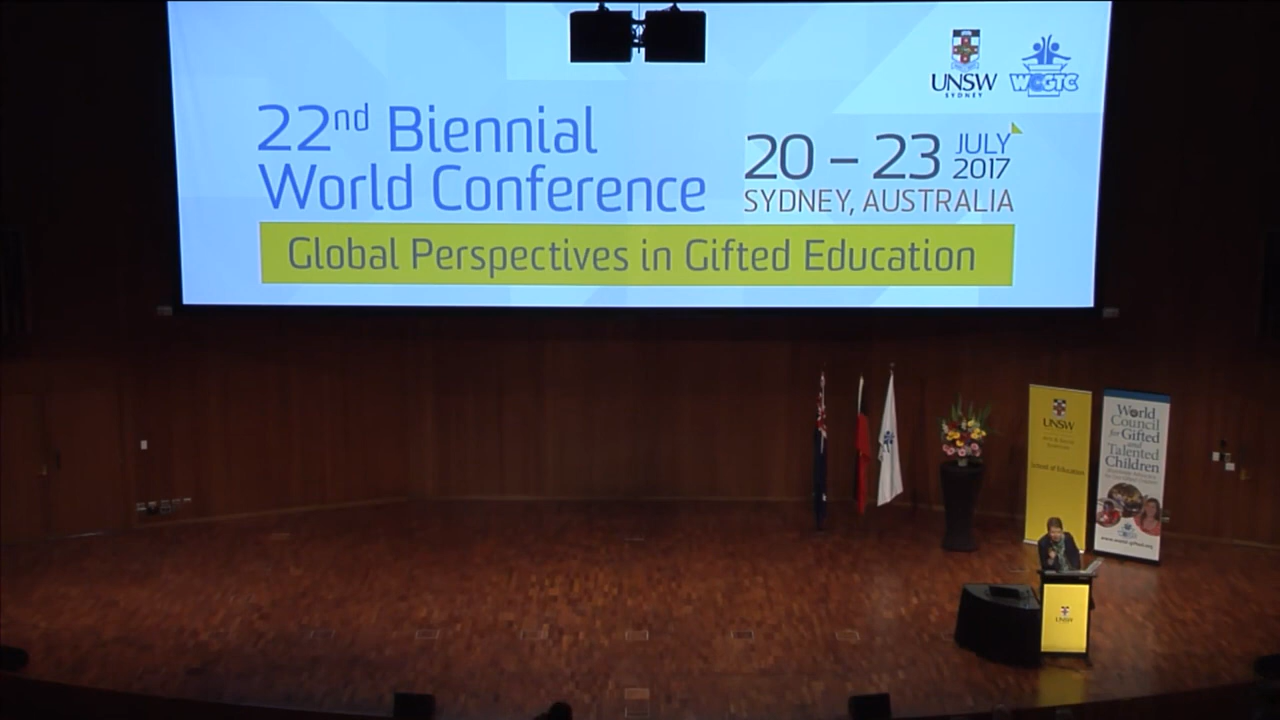 22nd Biennial
World Conference
20 – 23 JULY 2017
SYDNEY, AUSTRALIA
Global Perspectives in Gifted Education
UNSW
SYDNEY
WCGTC
UNSW
School of Education
World
Council
for Gifted
and
Talented
Children
UNSW